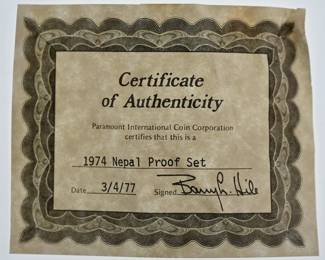 Certificate
of Authenticity
Paramount International Coin Corporation
certifies that this is a
1974 Nepal Proof Set
Date 3/4/77 Signed